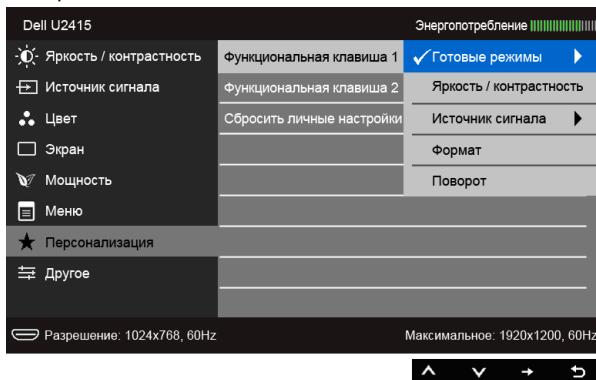 Dell U2415
Энергопотребление
Яркость / контрастность
Функциональная клавиша 1
Готовые режимы
Источник сигнала
Функциональная клавиша 2
Яркость / контрастность
Цвет
Сбросить личные настройки
Источник сигнала
Экран
Формат
Мощность
Поворот
Меню
Персонализация
Другое
Разрешение: 1024x768, 60Hz
Максимальное: 1920x1200, 60Hz